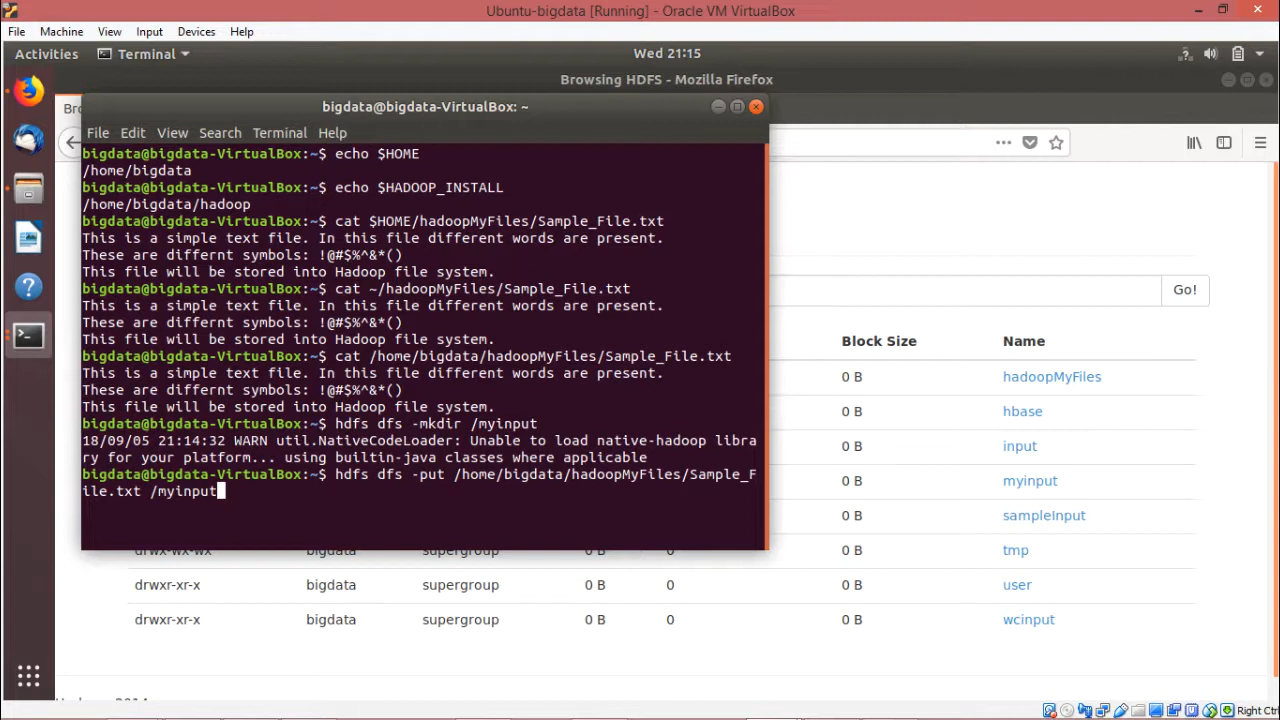 Ubuntu-bigdata [Running] - Oracle VM VirtualBox
File Machine View Input Devices Help
Activities Terminal Wed 21:15
Browsing HDFS - Mozilla Firefox
bigdata@bigdata-VirtualBox: ~
File Edit View Search Terminal Help
bigdata@bigdata-VirtualBox:~$ echo $HOME
/home/bigdata
bigdata@bigdata-VirtualBox:~$ echo $HADOOP_INSTALL
/home/bigdata/hadoop
bigdata@bigdata-VirtualBox:~$ cat $HOME/hadoopMyFiles/Sample_File.txt
This is a simple text file. In this file different words are present.
These are differnt symbols: !@#$%^&*()
This file will be stored into Hadoop file system.
bigdata@bigdata-VirtualBox:~$ cat ~/hadoopMyFiles/Sample_File.txt
This is a simple text file. In this file different words are present.
These are differnt symbols: !@#$%^&*()
This file will be stored into Hadoop file system.
bigdata@bigdata-VirtualBox:~$ cat /home/bigdata/hadoopMyFiles/Sample_File.txt
This is a simple text file. In this file different words are present.
These are differnt symbols: !@#$%^&*()
This file will be stored into Hadoop file system.
bigdata@bigdata-VirtualBox:~$ hdfs dfs -mkdir /myinput
18/09/05 21:14:32 WARN util.NativeCodeLoader: Unable to load native-hadoop libra
ry for your platform... using builtin-java classes where applicable
bigdata@bigdata-VirtualBox:~$ hdfs dfs -put /home/bigdata/hadoopMyFiles/Sample_F
ile.txt /myinput
Go!
Block Size Name
0 B hadoopMyFiles
0 B hbase
0 B input
0 B myinput
0 B sampleInput
drwx-wx-wx bigdata supergroup 0 B 0 0 B tmp
drwxr-xr-x bigdata supergroup 0 B 0 0 B user
drwxr-xr-x bigdata supergroup 0 B 0 0 B wcinput
Right Ctrl